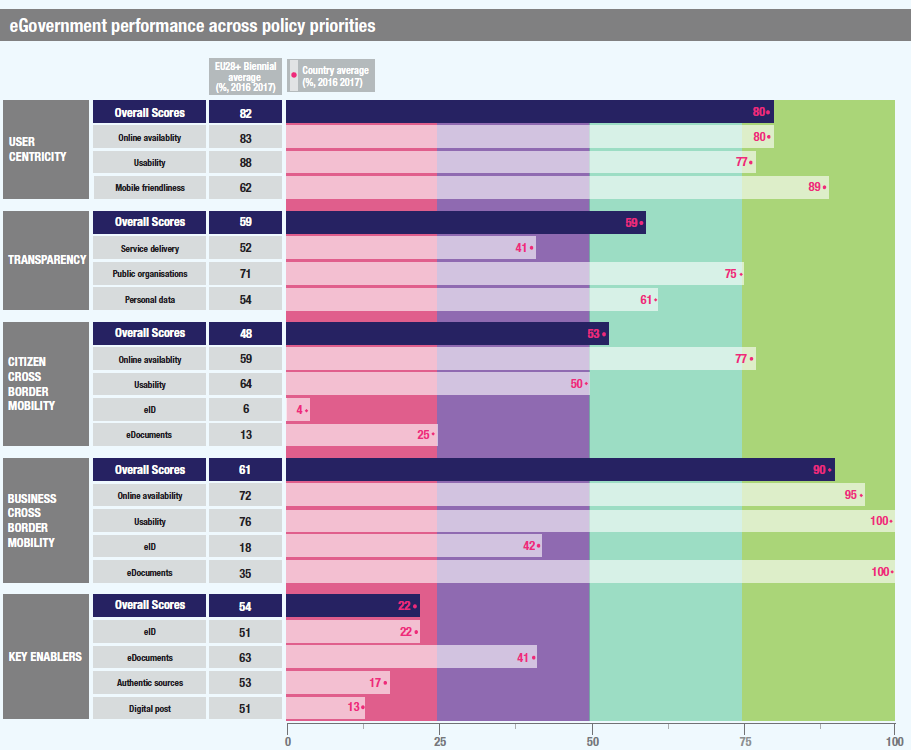 eGovernment performance across policy priorities
EU28+ Biennial
average
(%, 2016 2017)
Country average
(%, 2016 2017)
USER
CENTRICITY
Overall Scores 82 80
Online availablity 83 80
Usability 88 77
Mobile friendliness 62 89
TRANSPARENCY
Overall Scores 59 59
Service delivery 52 41
Public organisations 71 75
Personal data 54 61
CITIZEN
CROSS
BORDER
MOBILITY
Overall Scores 48 53
Online availablity 59 77
Usability 64 50
eID 6 4
eDocuments 13 25
BUSINESS
CROSS
BORDER
MOBILITY
Overall Scores 61 90
Online availability 72 95
Usability 76 100
eID 18 42
eDocuments 35 100
KEY ENABLERS
Overall Scores 54 22
eID 51 22
eDocuments 63 41
Authentic sources 53 17
Digital post 51 13
0 25 50 75 100